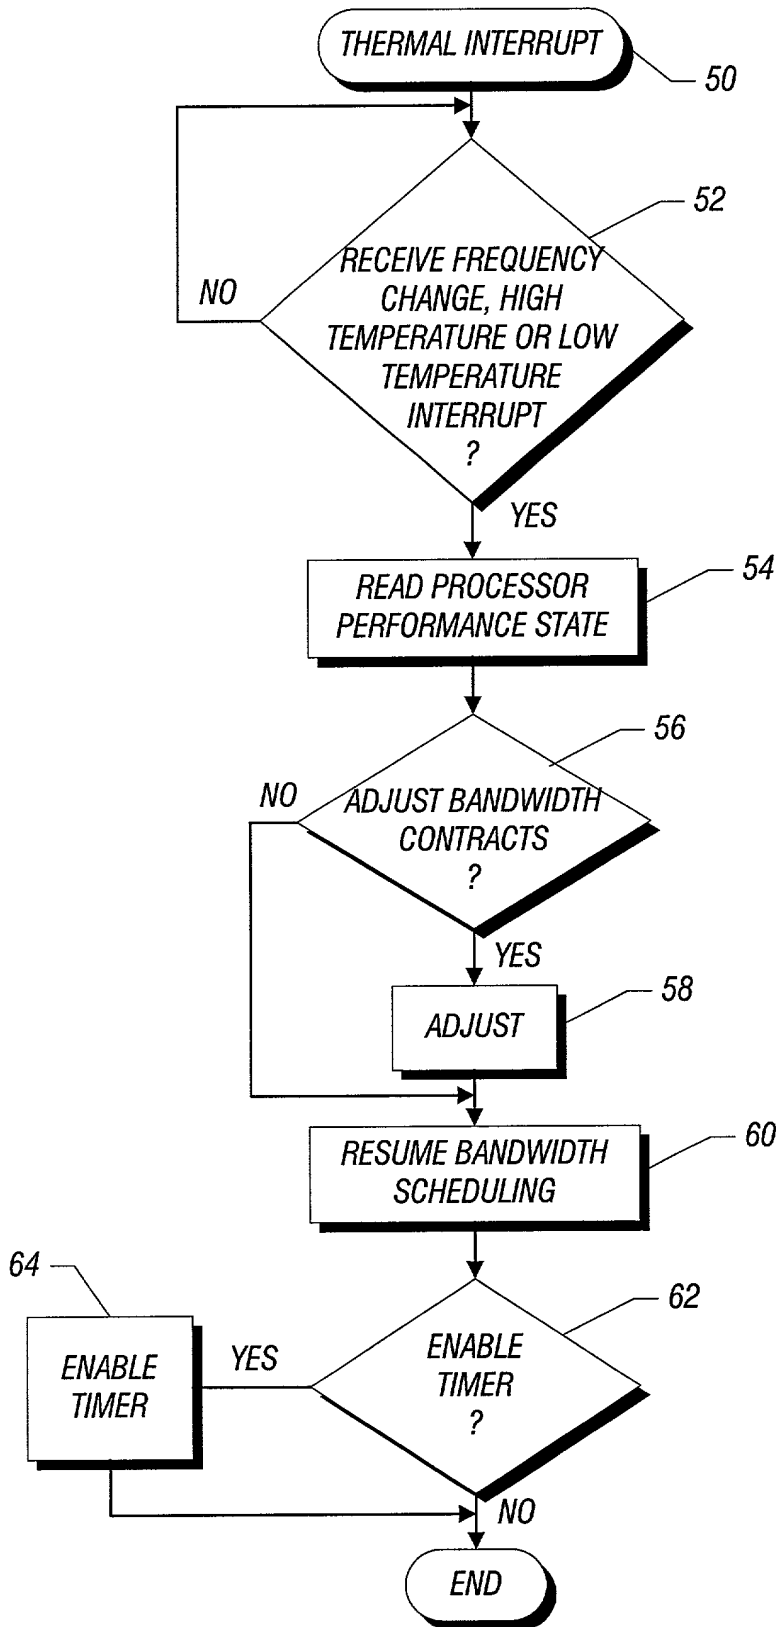 THERMAL INTERRUPT
50
52
RECEIVE FREQUENCY
CHANGE, HIGH
TEMPERATURE OR LOW
TEMPERATURE
INTERRUPT
?
NO
YES
54
READ PROCESSOR
PERFORMANCE STATE
56
NO
ADJUST BANDWIDTH
CONTRACTS
?
YES
58
ADJUST
60
RESUME BANDWIDTH
SCHEDULING
64
62
ENABLE
TIMER
YES
ENABLE
TIMER
?
NO
END